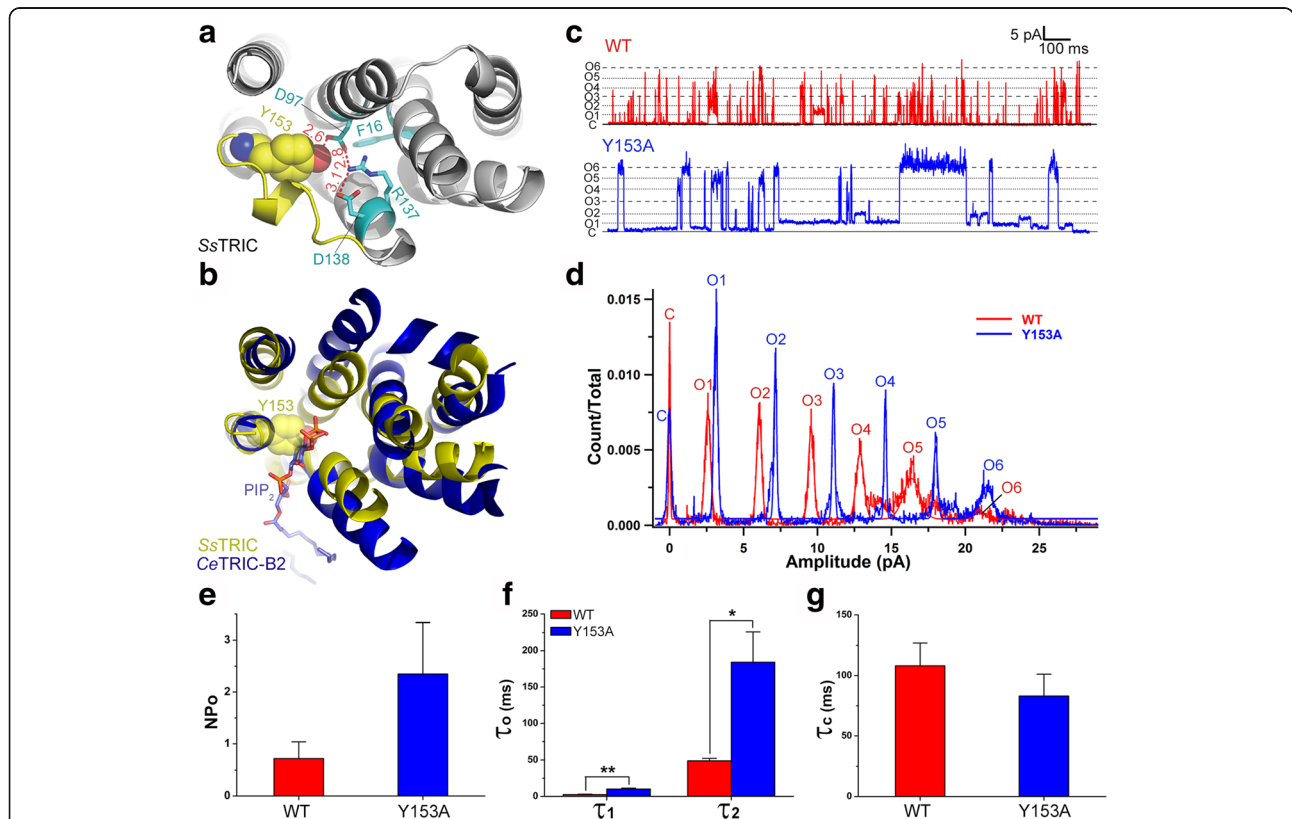 a
D97
Y153
F16
2.6
2.8
3.1
R137
D138
SsTRIC
b
Y153
PIP2
SsTRIC
CeTRIC-B2
c
5 pA
100 ms
WT
O6
O5
O4
O3
O2
O1
C
Y153A
O6
O5
O4
O3
O2
O1
C
d
0.015
0.010
0.005
0.000
Count/Total
C
O1
O2
O3
O4
O5
O6
C
O1
O2
O3
O4
O5
O6
WT
Y153A
0 5 10 15 20 25
Amplitude (pA)
e
3
2
1
0
NPo
WT Y153A
f
250
200
150
100
50
0
τo (ms)
WT
Y153A
**
*
τ1 τ2
g
150
100
50
0
τc (ms)
WT Y153A